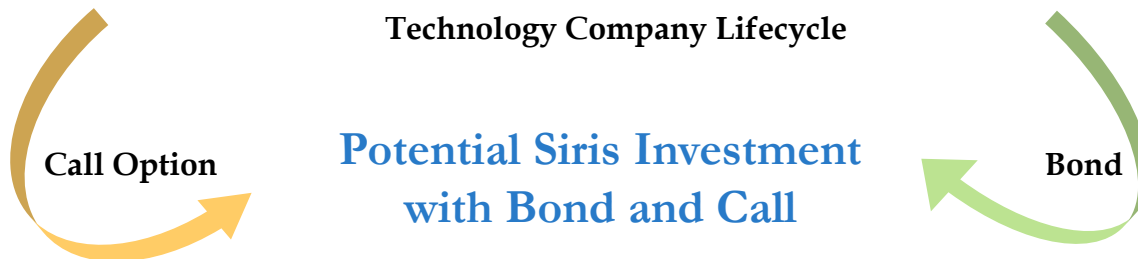 Technology Company Lifecycle
Call Option
Potential Siris Investment
with Bond and Call
Bond